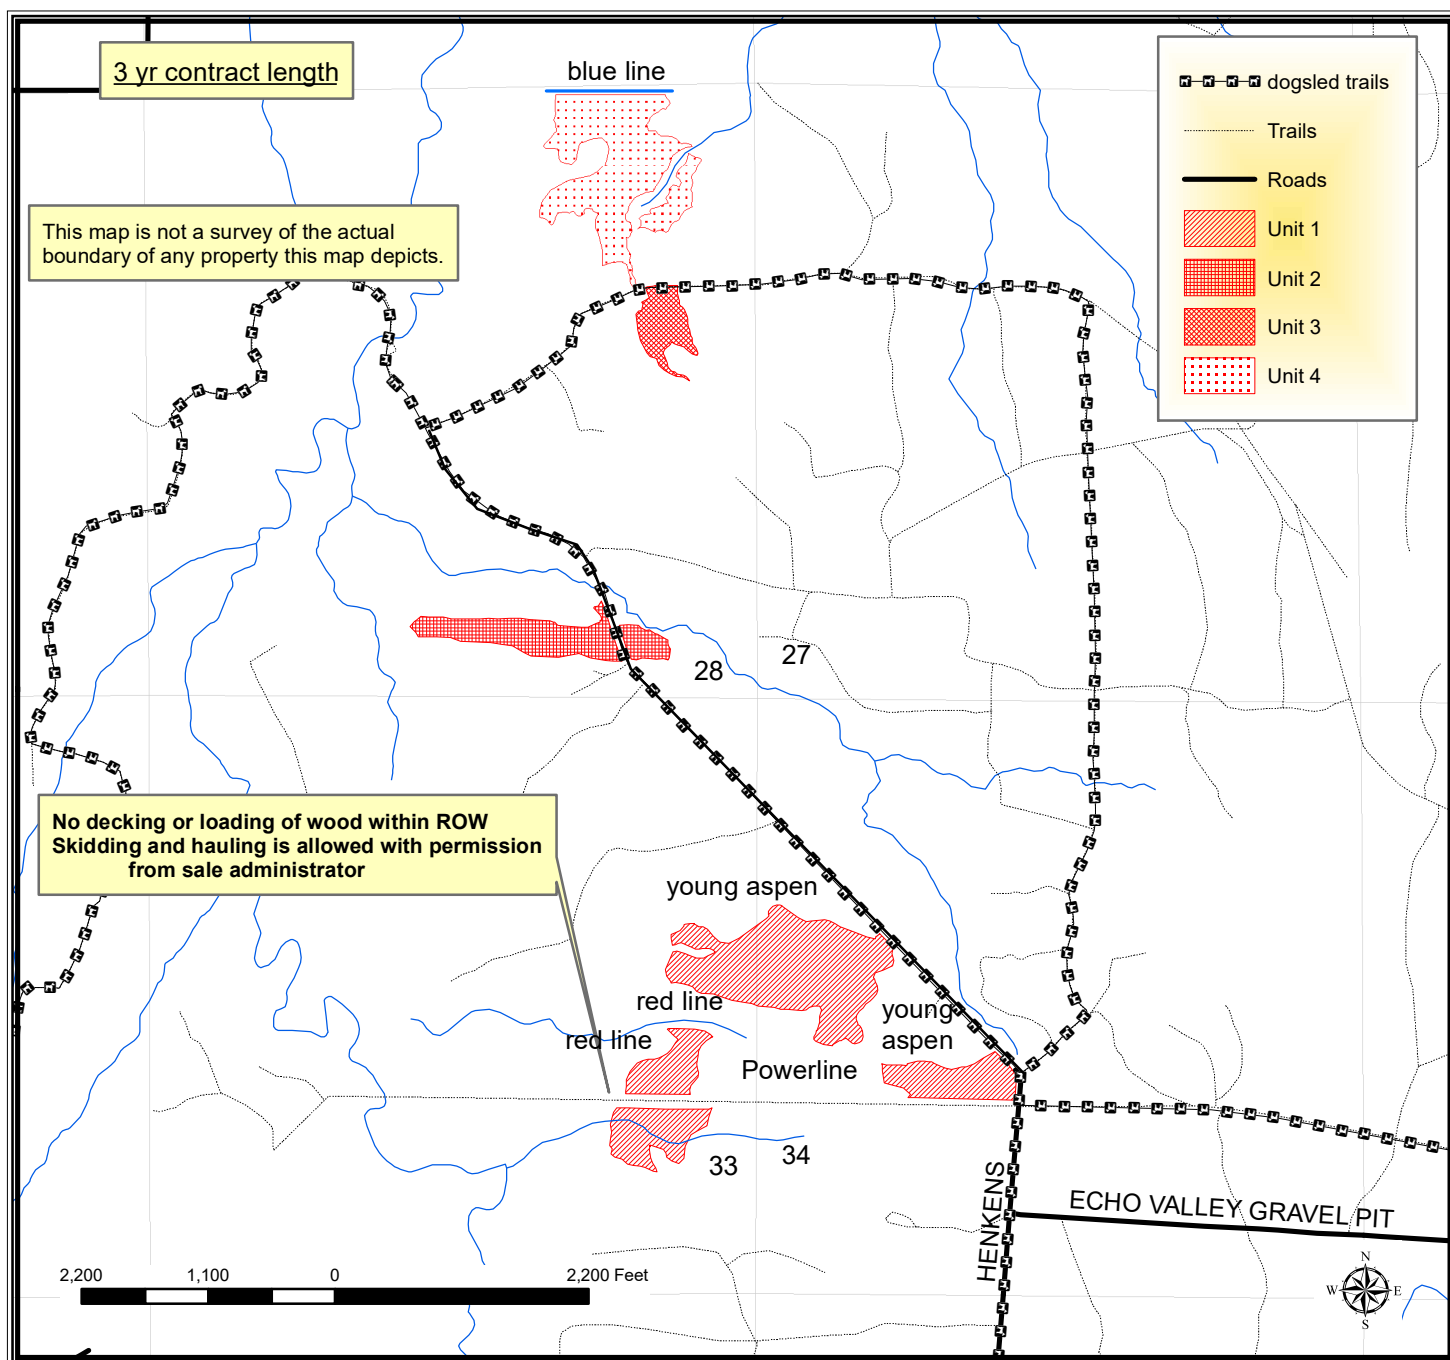 3 yr contract length
blue line
dogsled trails
Trails
Roads
Unit 1
Unit 2
Unit 3
Unit 4
This map is not a survey of the actual
boundary of any property this map depicts.
28
27
No decking or loading of wood within ROW
Skidding and hauling is allowed with permission
from sale administrator
young aspen
red line
red line
young
aspen
Powerline
33
34
HENKENS
ECHO VALLEY GRAVEL PIT
2,200
1,100
0
2,200 Feet
N
W
E
S